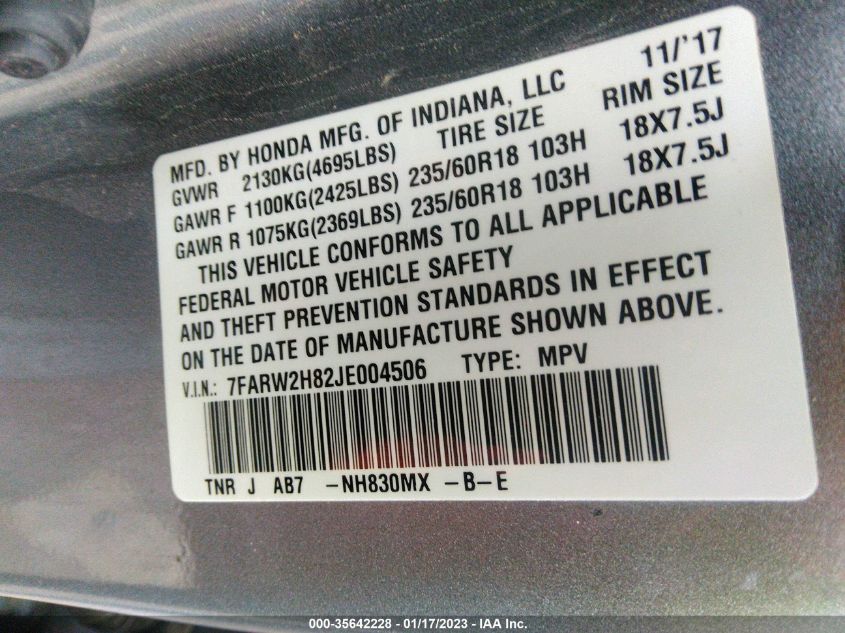 MFD. BY HONDA MFG. OF INDIANA, LLC 11/'17
GVWR 2130KG(4695LBS) TIRE SIZE RIM SIZE
GAWR F 1100KG(2425LBS) 235/60R18 103H 18X7.5J
GAWR R 1075KG(2369LBS) 235/60R18 103H 18X7.5J
THIS VEHICLE CONFORMS TO ALL APPLICABLE
FEDERAL MOTOR VEHICLE SAFETY
AND THEFT PREVENTION STANDARDS IN EFFECT
ON THE DATE OF MANUFACTURE SHOWN ABOVE.
V.I.N.: 7FARW2H82JE004506 TYPE: MPV
TNR J AB7 -NH830MX -B-E
000-35642228 - 01/17/2023 - IAA Inc.